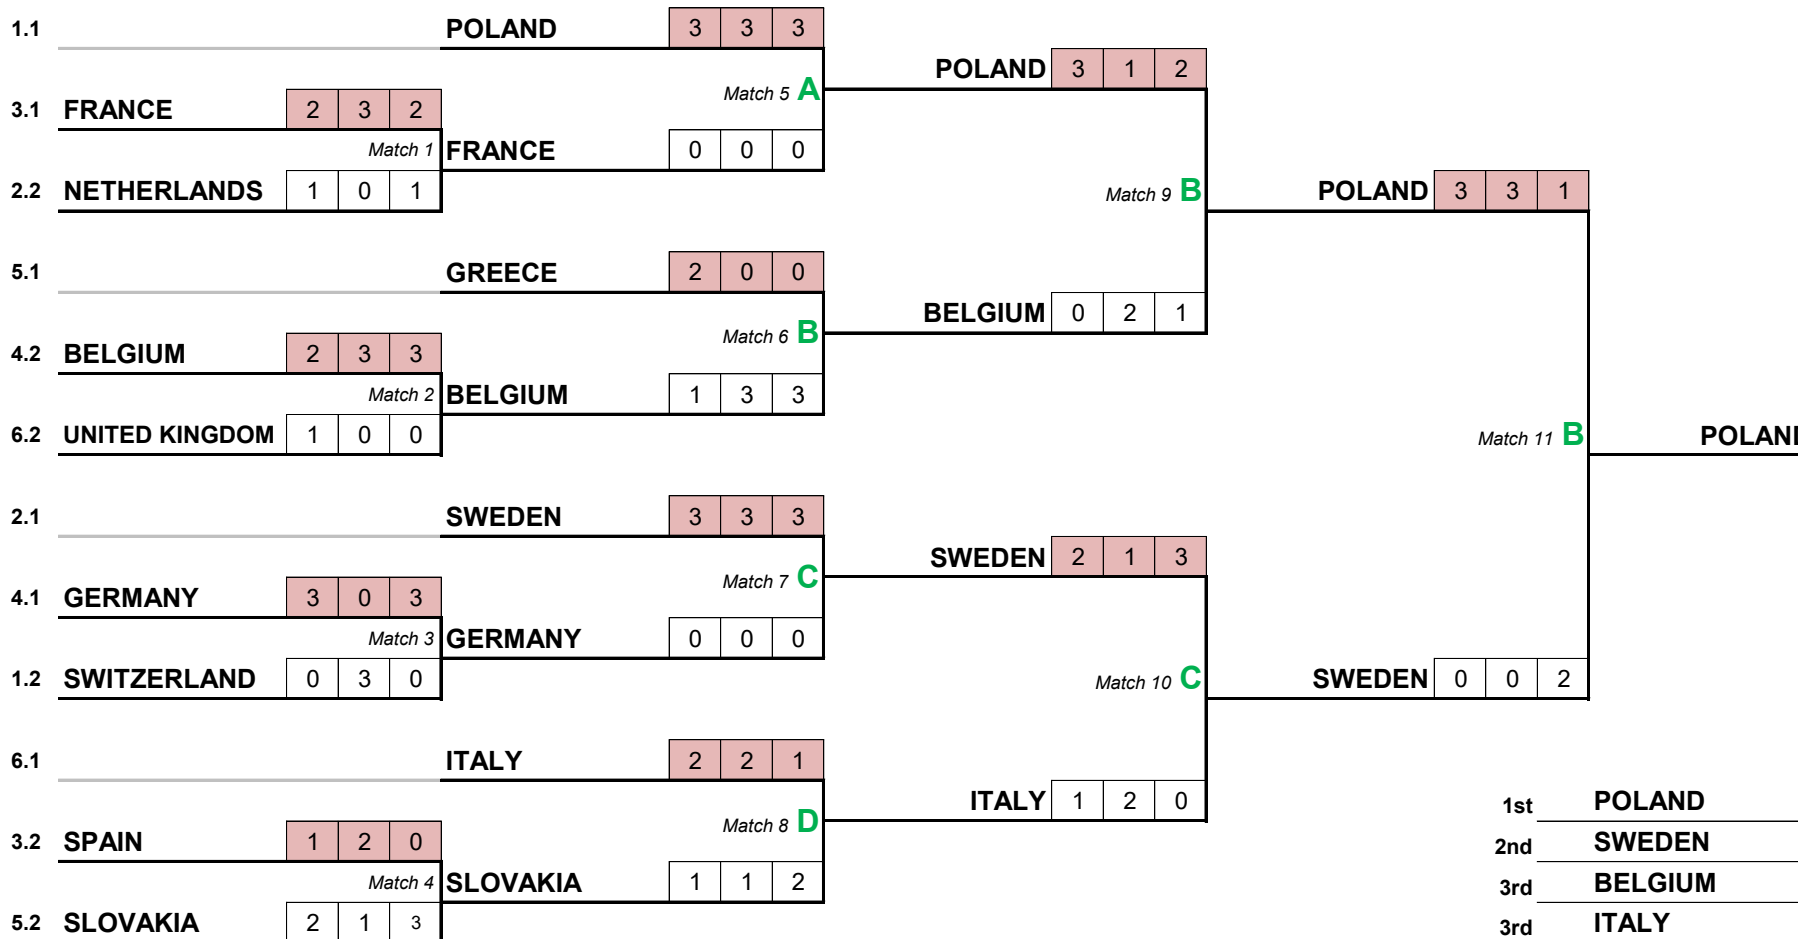 1.1 POLAND 3 3 3
POLAND 3 1 2
Match 5 A
3.1 FRANCE 2 3 2
Match 1 FRANCE 0 0 0
2.2 NETHERLANDS 1 0 1
Match 9 B
POLAND 3 3 1
5.1 GREECE 2 0 0
BELGIUM 0 2 1
Match 6 B
4.2 BELGIUM 2 3 3
Match 2 BELGIUM 1 3 3
6.2 UNITED KINGDOM 1 0 0
Match 11 B POLAND
2.1 SWEDEN 3 3 3
SWEDEN 2 1 3
Match 7 C
4.1 GERMANY 3 0 3
Match 3 GERMANY 0 0 0
1.2 SWITZERLAND 0 3 0
Match 10 C
SWEDEN 0 0 2
6.1 ITALY 2 2 1
ITALY 1 2 0
1st POLAND
Match 8 D
3.2 SPAIN 1 2 0
2nd SWEDEN
Match 4 SLOVAKIA 1 1 2
3rd BELGIUM
5.2 SLOVAKIA 2 1 3
3rd ITALY